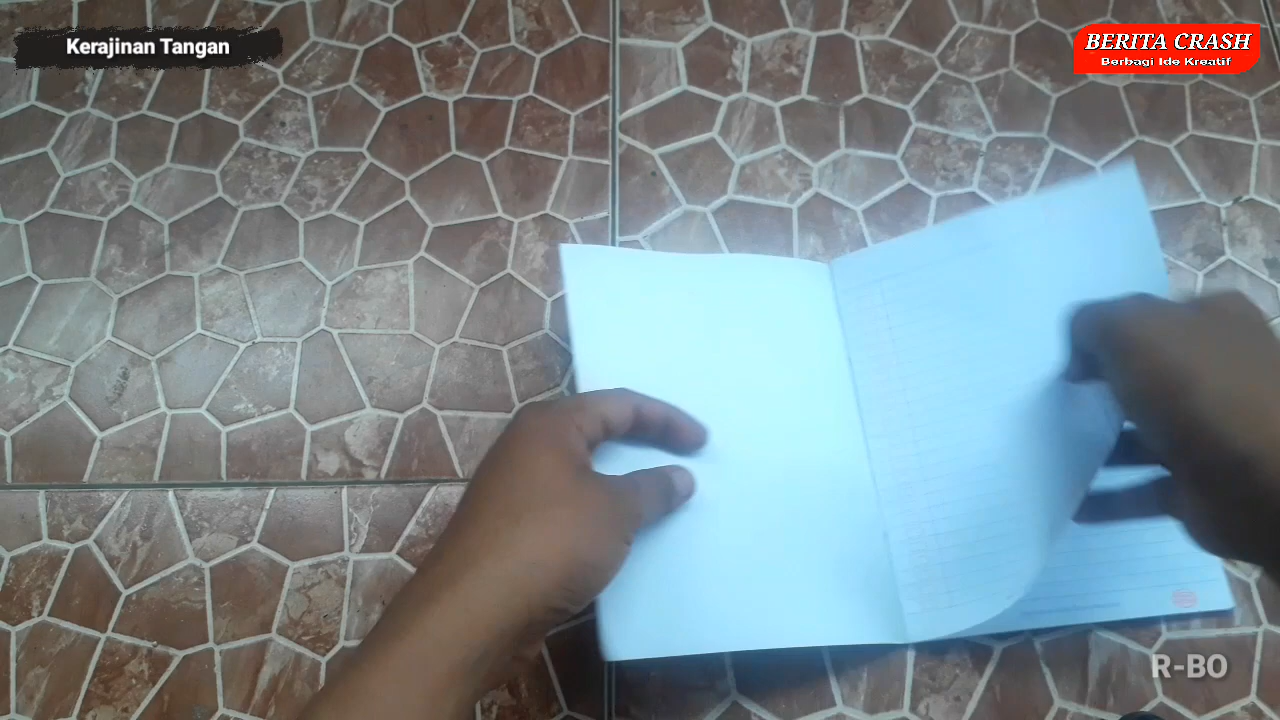 Kerajinan Tangan
BERITA CRASH
Berbagi Ide Kreatif
R-BO